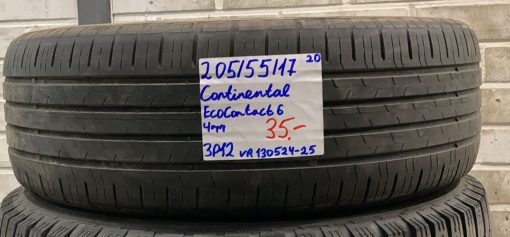 205/55/17 20
Continental
EcoContact 6
4mm 35,-
3P12 VA130524-25